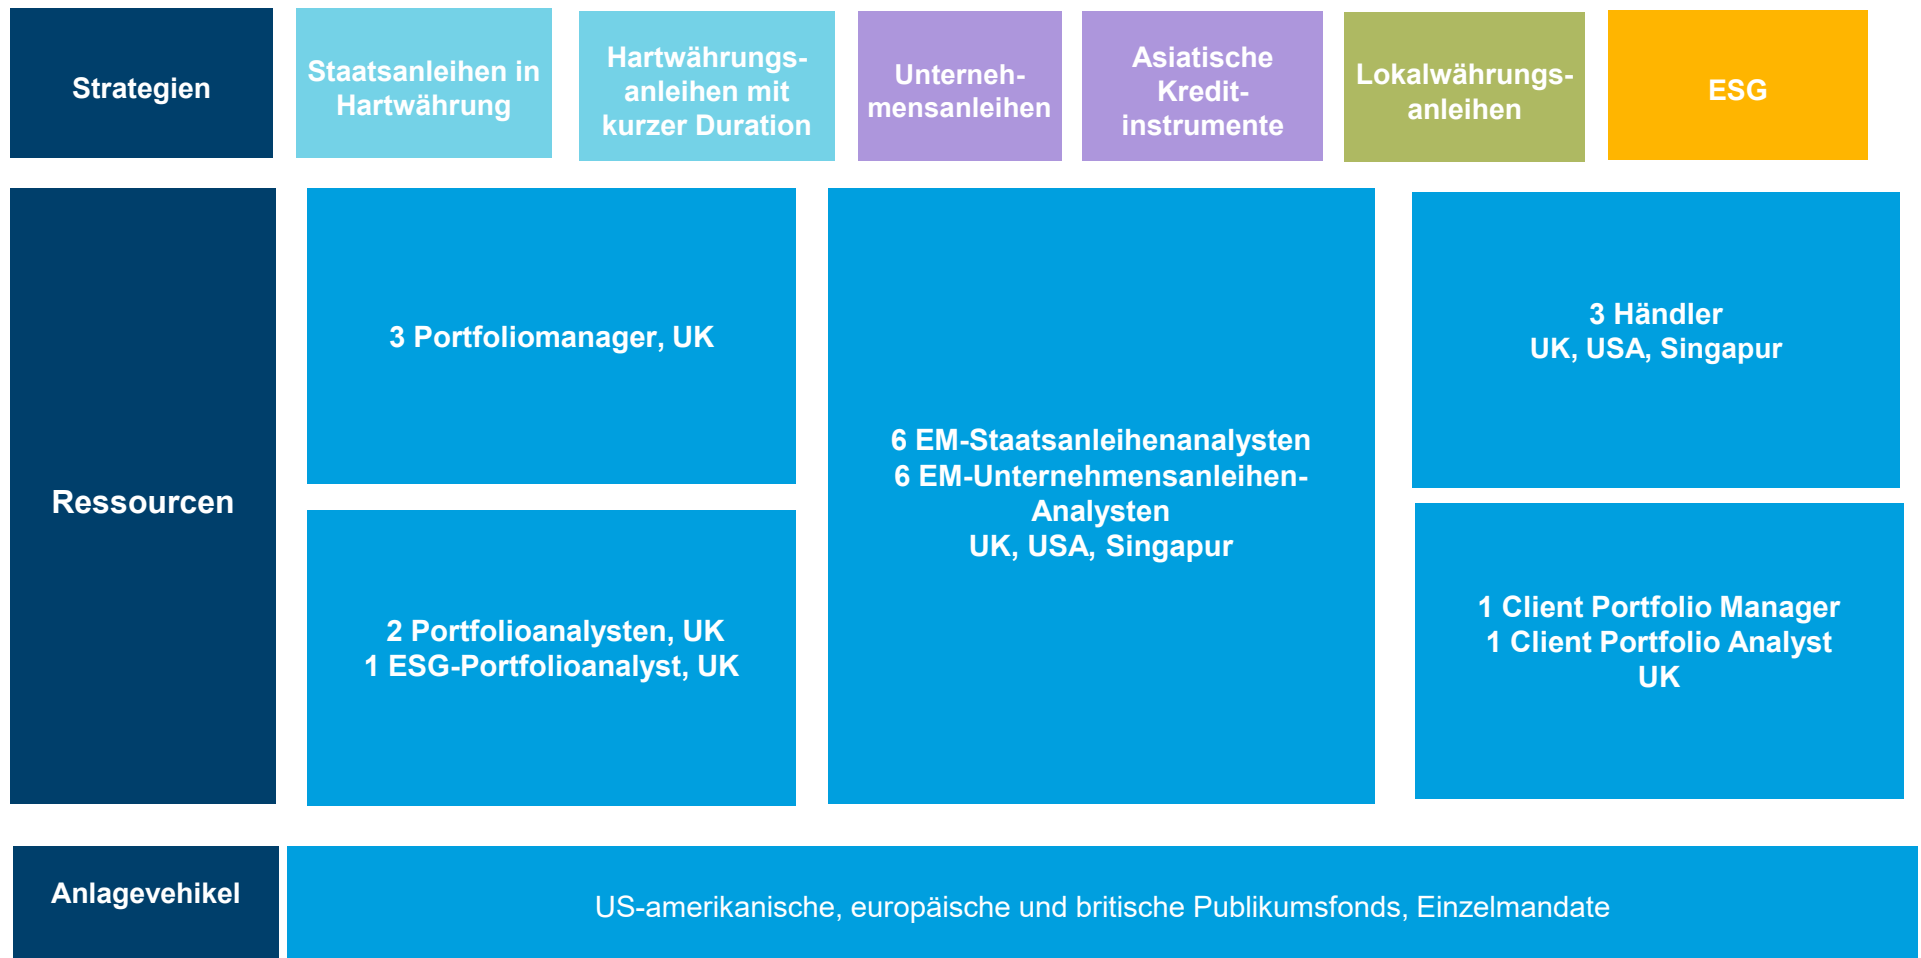 Strategien
Staatsanleihen in
Hartwährung
Hartwährungs-
anleihen mit
kurzer Duration
Unterneh-
mensanleihen
Asiatische
Kredit-
instrumente
Lokalwährungs-
anleihen
ESG
Ressourcen
3 Portfoliomanager, UK
2 Portfolioanalysten, UK
1 ESG-Portfolioanalyst, UK
6 EM-Staatsanleihenanalysten
6 EM-Unternehmensanleihen-
Analysten
UK, USA, Singapur
3 Händler
UK, USA, Singapur
1 Client Portfolio Manager
1 Client Portfolio Analyst
UK
Anlagevehikel
US-amerikanische, europäische und britische Publikumsfonds, Einzelmandate